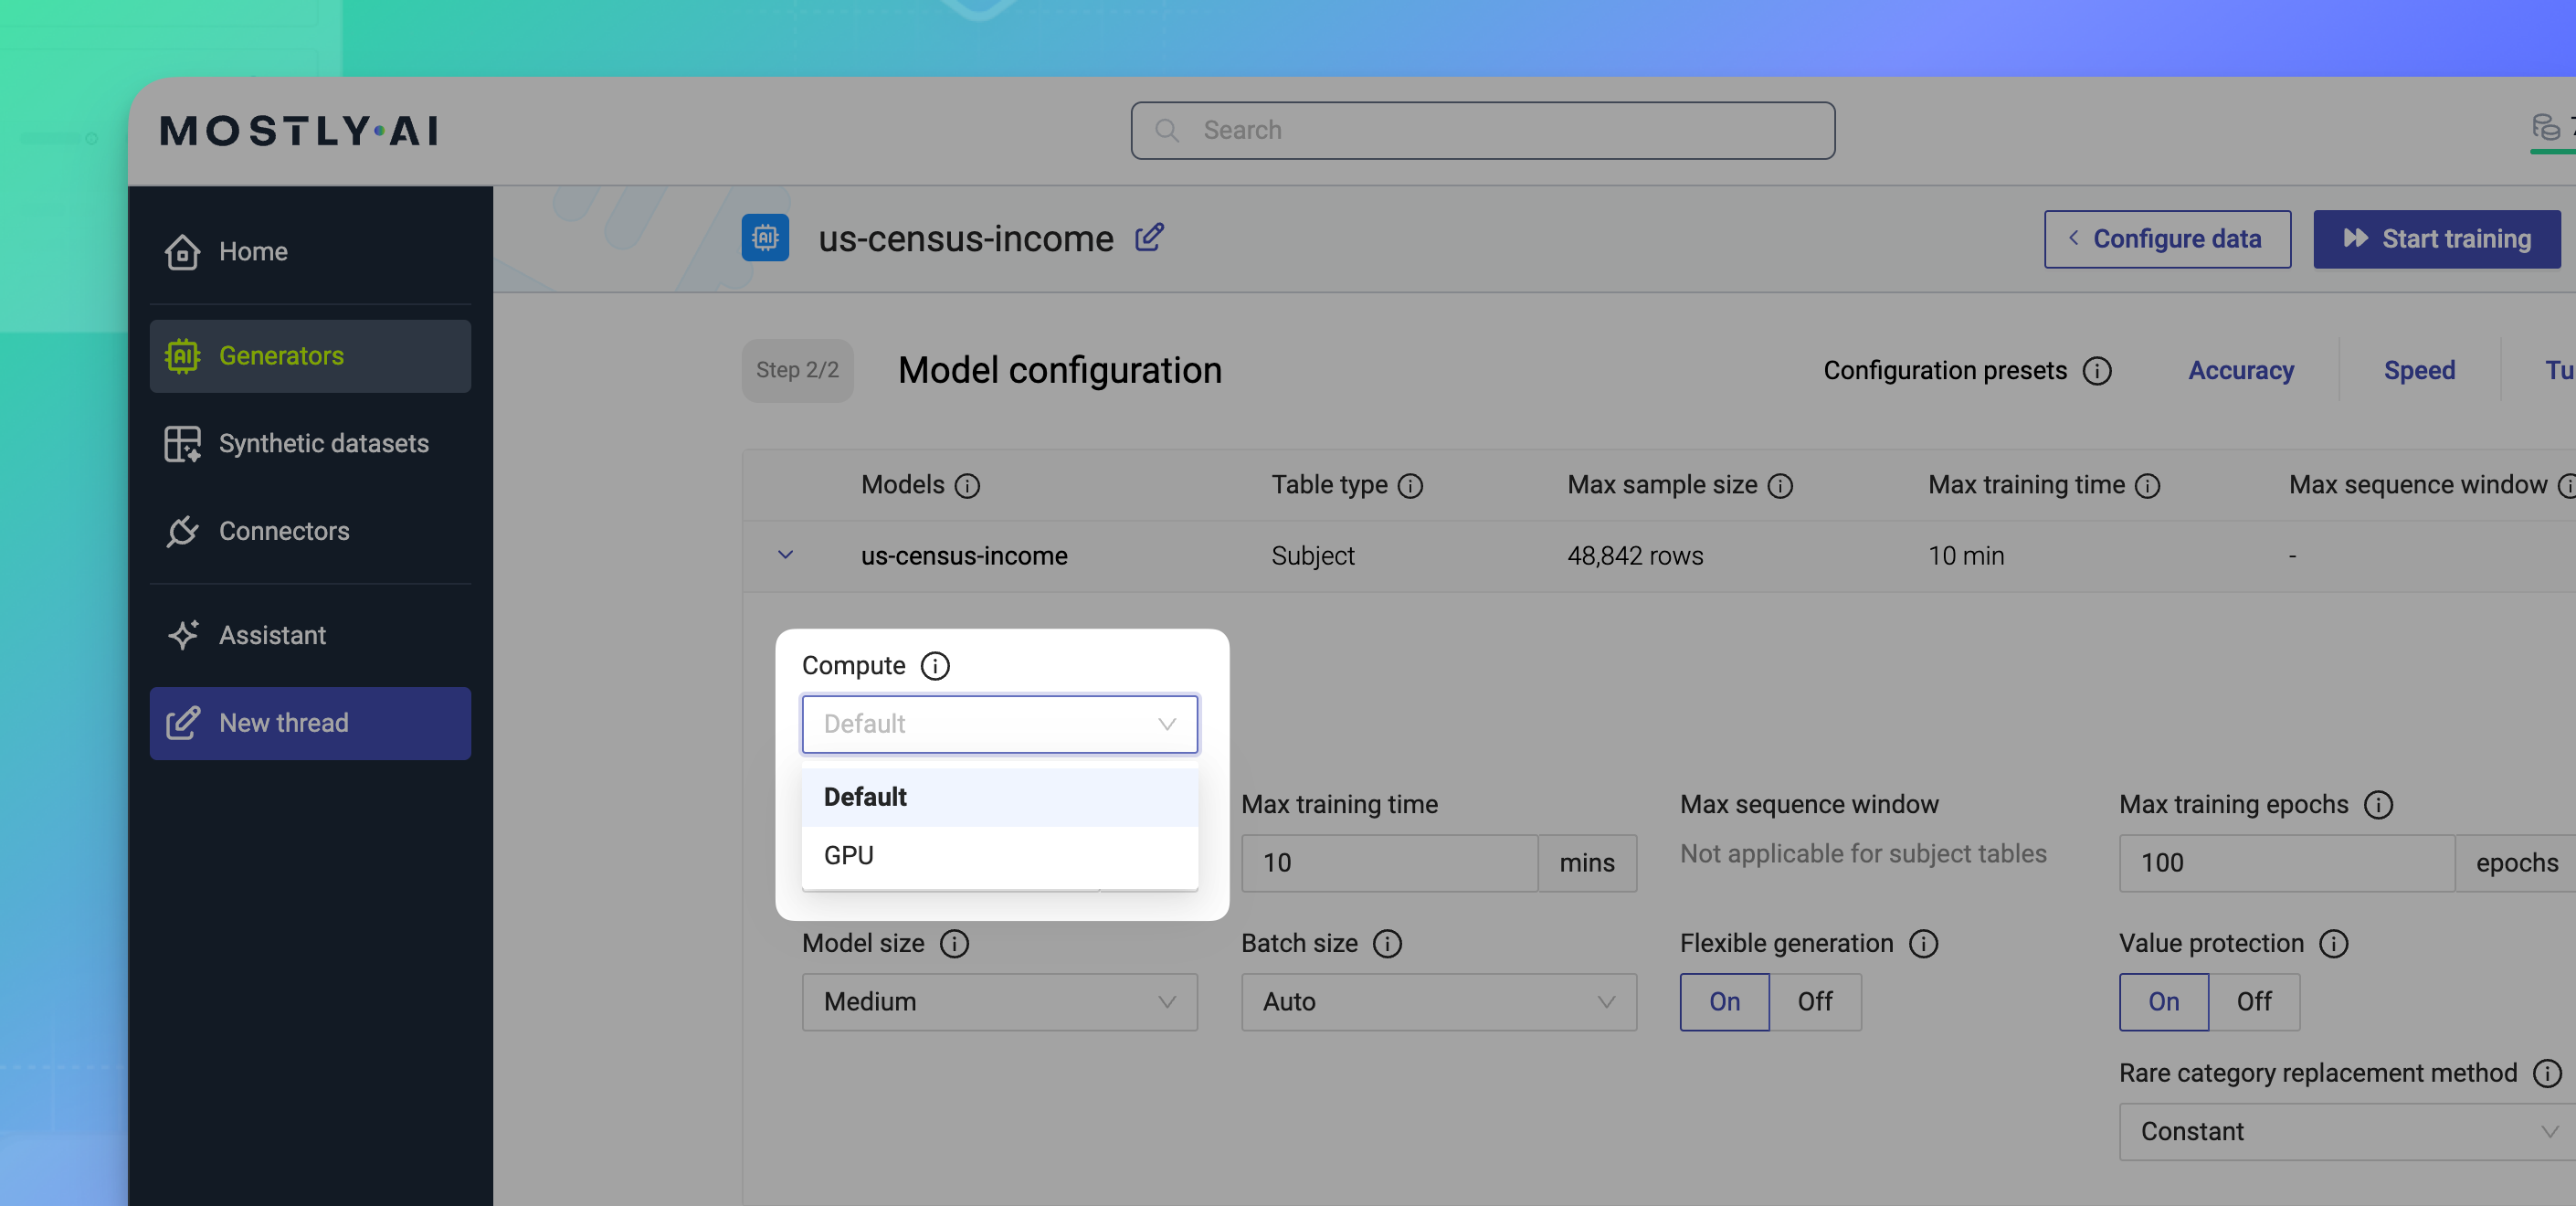 MOSTLY AI
Search
Home
Generators
Synthetic datasets
Connectors
Assistant
New thread
us-census-income
Configure data
Start training
Step 2/2
Model configuration
Configuration presets
Accuracy
Speed
Models
Table type
Max sample size
Max training time
Max sequence window
us-census-income
Subject
48,842 rows
10 min
-
Compute
Default
Default
GPU
Max training time
10
mins
Max sequence window
Not applicable for subject tables
Max training epochs
100
epochs
Model size
Medium
Batch size
Auto
Flexible generation
On
Off
Value protection
On
Off
Rare category replacement method
Constant